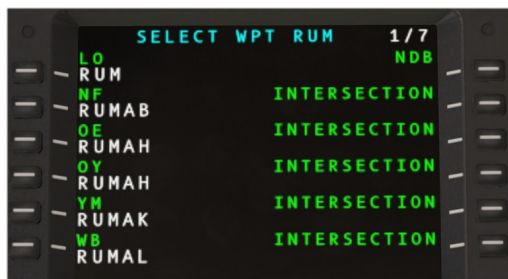 SELECT WPT RUM 1/7
LO NDB
RUM
NF INTERSECTION
RUMAB
OE INTERSECTION
RUMAH
OY INTERSECTION
RUMAH
YM INTERSECTION
RUMAK
WB INTERSECTION
RUMAL